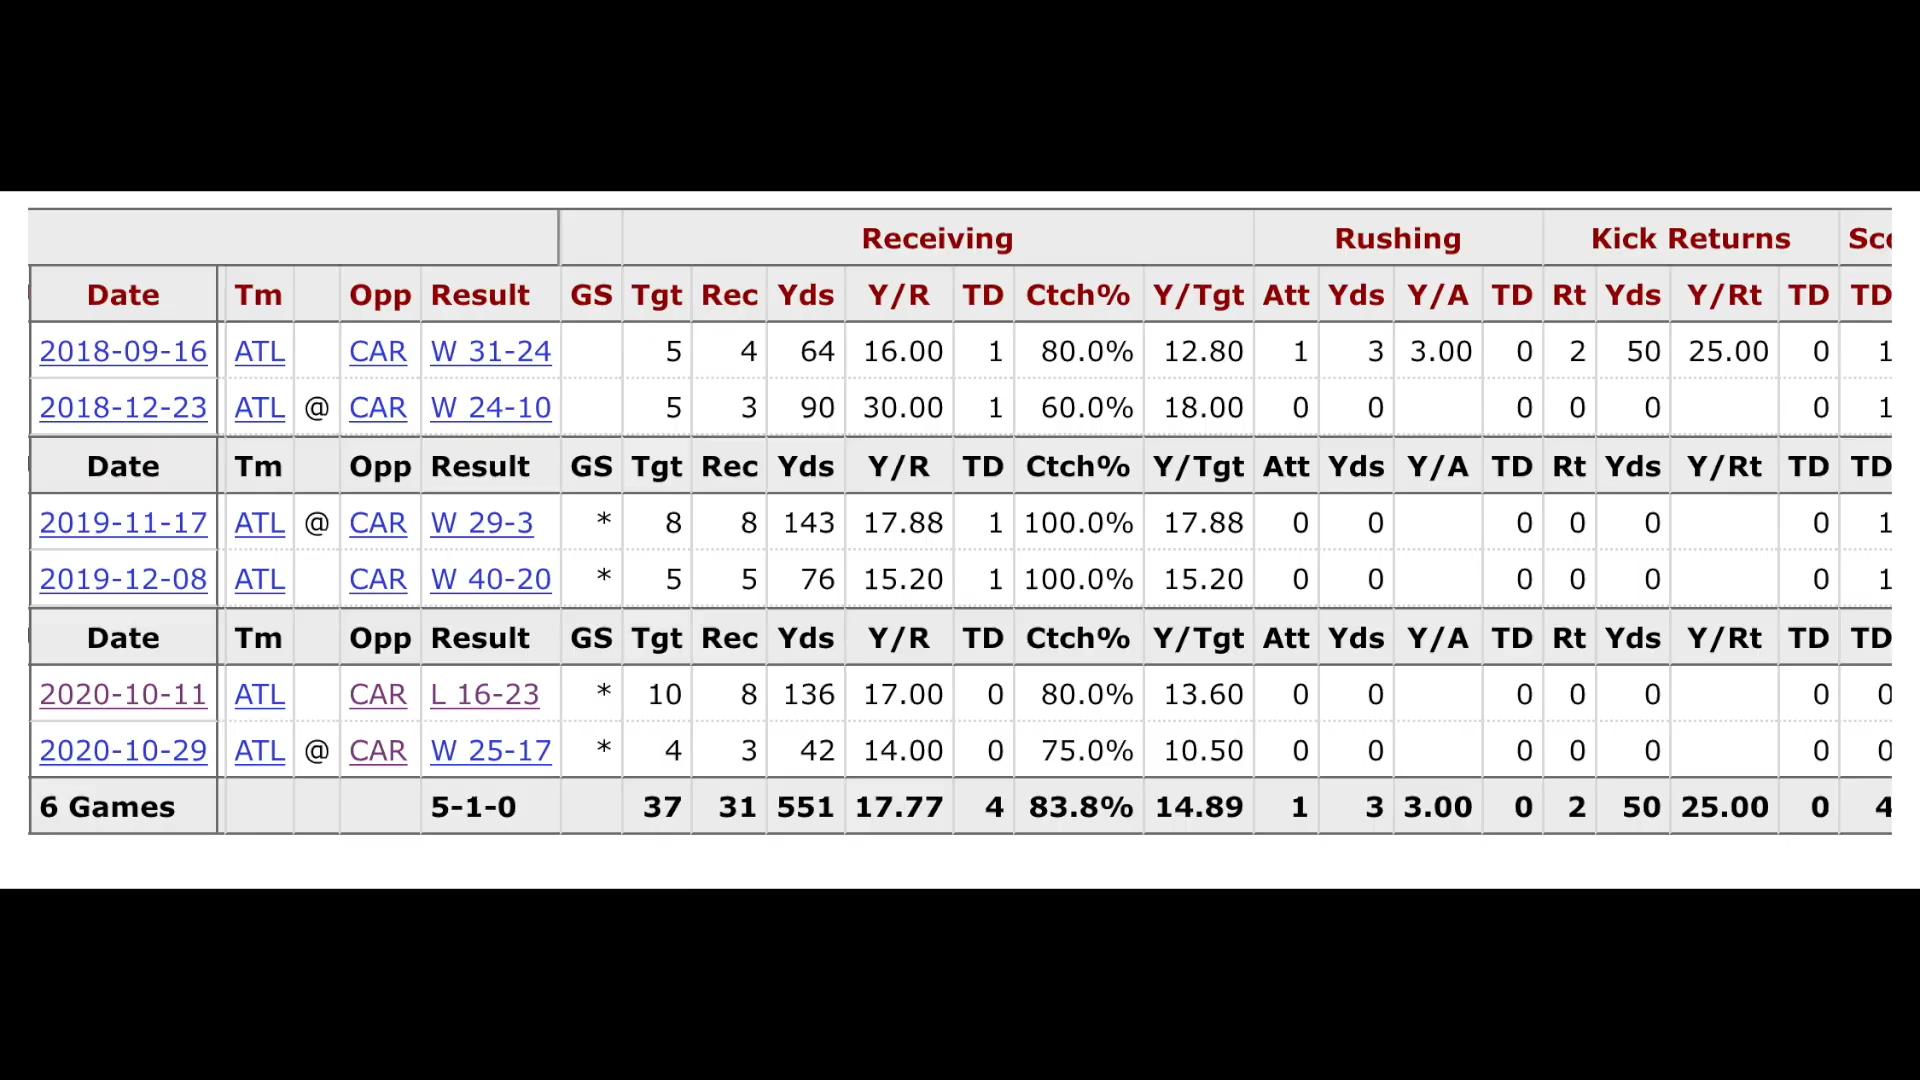 Receiving Rushing Kick Returns Sco
Date Tm Opp Result GS Tgt Rec Yds Y/R TD Ctch% Y/Tgt Att Yds Y/A TD Rt Yds Y/Rt TD TD
2018-09-16 ATL CAR W 31-24 5 4 64 16.00 1 80.0% 12.80 1 3 3.00 0 2 50 25.00 0 1
2018-12-23 ATL @ CAR W 24-10 5 3 90 30.00 1 60.0% 18.00 0 0 0 0 0 0 1
Date Tm Opp Result GS Tgt Rec Yds Y/R TD Ctch% Y/Tgt Att Yds Y/A TD Rt Yds Y/Rt TD TD
2019-11-17 ATL @ CAR W 29-3 * 8 8 143 17.88 1 100.0% 17.88 0 0 0 0 0 0 1
2019-12-08 ATL CAR W 40-20 * 5 5 76 15.20 1 100.0% 15.20 0 0 0 0 0 0 1
Date Tm Opp Result GS Tgt Rec Yds Y/R TD Ctch% Y/Tgt Att Yds Y/A TD Rt Yds Y/Rt TD TD
2020-10-11 ATL CAR L 16-23 * 10 8 136 17.00 0 80.0% 13.60 0 0 0 0 0 0 0
2020-10-29 ATL @ CAR W 25-17 * 4 3 42 14.00 0 75.0% 10.50 0 0 0 0 0 0 0
6 Games 5-1-0 37 31 551 17.77 4 83.8% 14.89 1 3 3.00 0 2 50 25.00 0 4